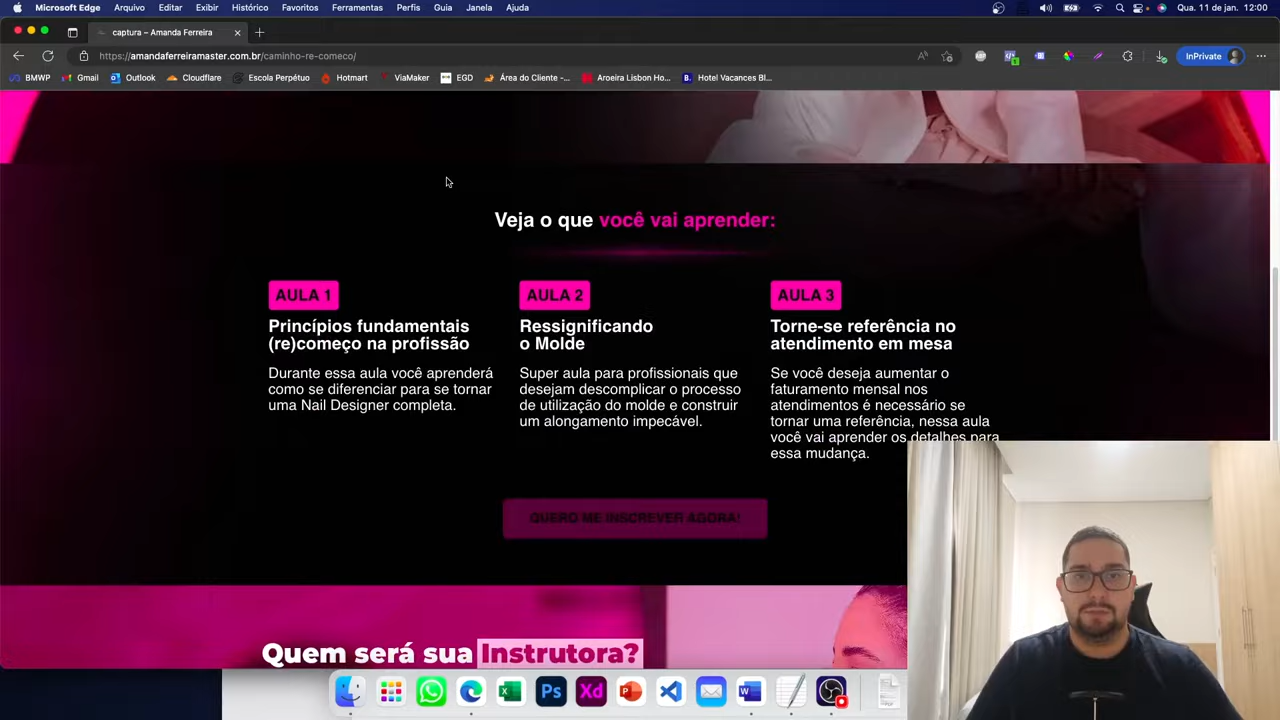 Microsoft Edge Arquivo Editar Exibir Histórico Favoritos Ferramentas Perfis Guia Janela Ajuda
Qua. 11 de jan. 12:00
captura – Amanda Ferreira
https://amandaferreiramaster.com.br/caminho-re-comeco/
InPrivate
BMWP Gmail Outlook Cloudflare Escola Perpétuo Hotmart ViaMaker EGD Área do Cliente -... Aroeira Lisbon Ho... Hotel Vacances Bl...
Veja o que você vai aprender:
AULA 1
Princípios fundamentais
(re)começo na profissão
Durante essa aula você aprenderá
como se diferenciar para se tornar
uma Nail Designer completa.
AULA 2
Ressignificando
o Molde
Super aula para profissionais que
desejam descomplicar o processo
de utilização do molde e construir
um alongamento impecável.
AULA 3
Torne-se referência no
atendimento em mesa
Se você deseja aumentar o
faturamento mensal nos
atendimentos é necessário se
tornar uma referência, nessa aula
você vai aprender os detalhes para
essa mudança.
QUERO ME INSCREVER AGORA!
Quem será sua Instrutora?
Ps Xd